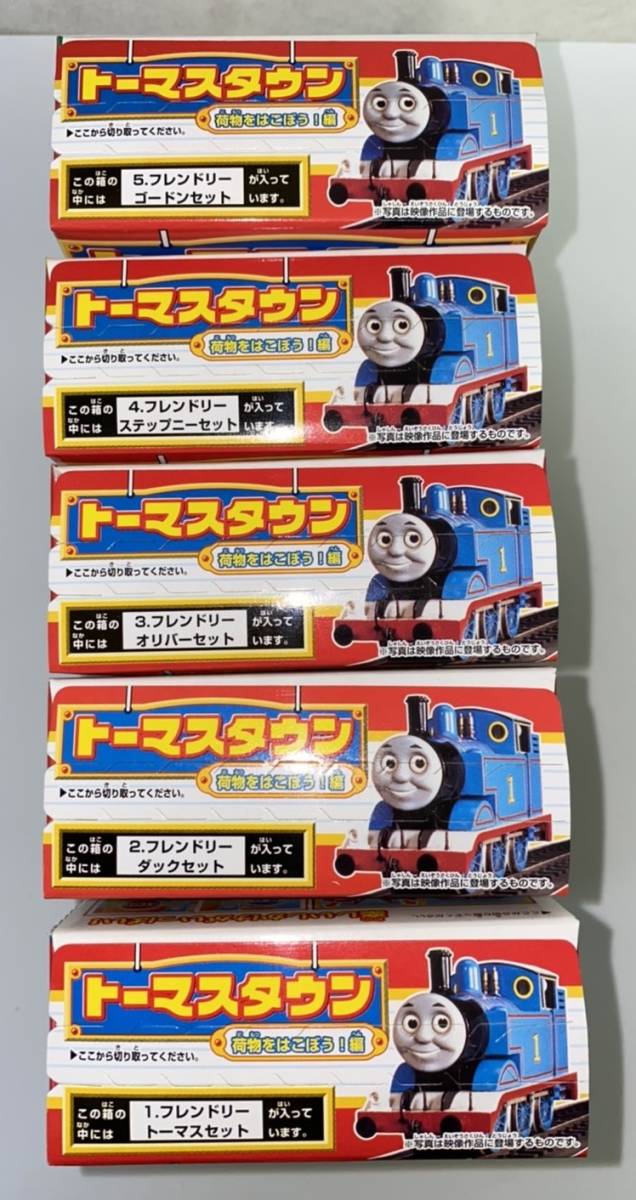 トーマスタウン
荷物をはこぼう！編
▶ここから切り取ってください。
この箱の中には
5.フレンドリー
ゴードンセット
が入っています。
※写真は映像作品に登場するものです。
1
トーマスタウン
荷物をはこぼう！編
▶ここから切り取ってください。
この箱の中には
4.フレンドリー
ステップニーセット
が入っています。
※写真は映像作品に登場するものです。
1
トーマスタウン
荷物をはこぼう！編
▶ここから切り取ってください。
この箱の中には
3.フレンドリー
オリバーセット
が入っています。
※写真は映像作品に登場するものです。
1
トーマスタウン
荷物をはこぼう！編
▶ここから切り取ってください。
この箱の中には
2.フレンドリー
ダックセット
が入っています。
※写真は映像作品に登場するものです。
1
トーマスタウン
荷物をはこぼう！編
▶ここから切り取ってください。
この箱の中には
1.フレンドリー
トーマスセット
が入っています。
※写真は映像作品に登場するものです。
1